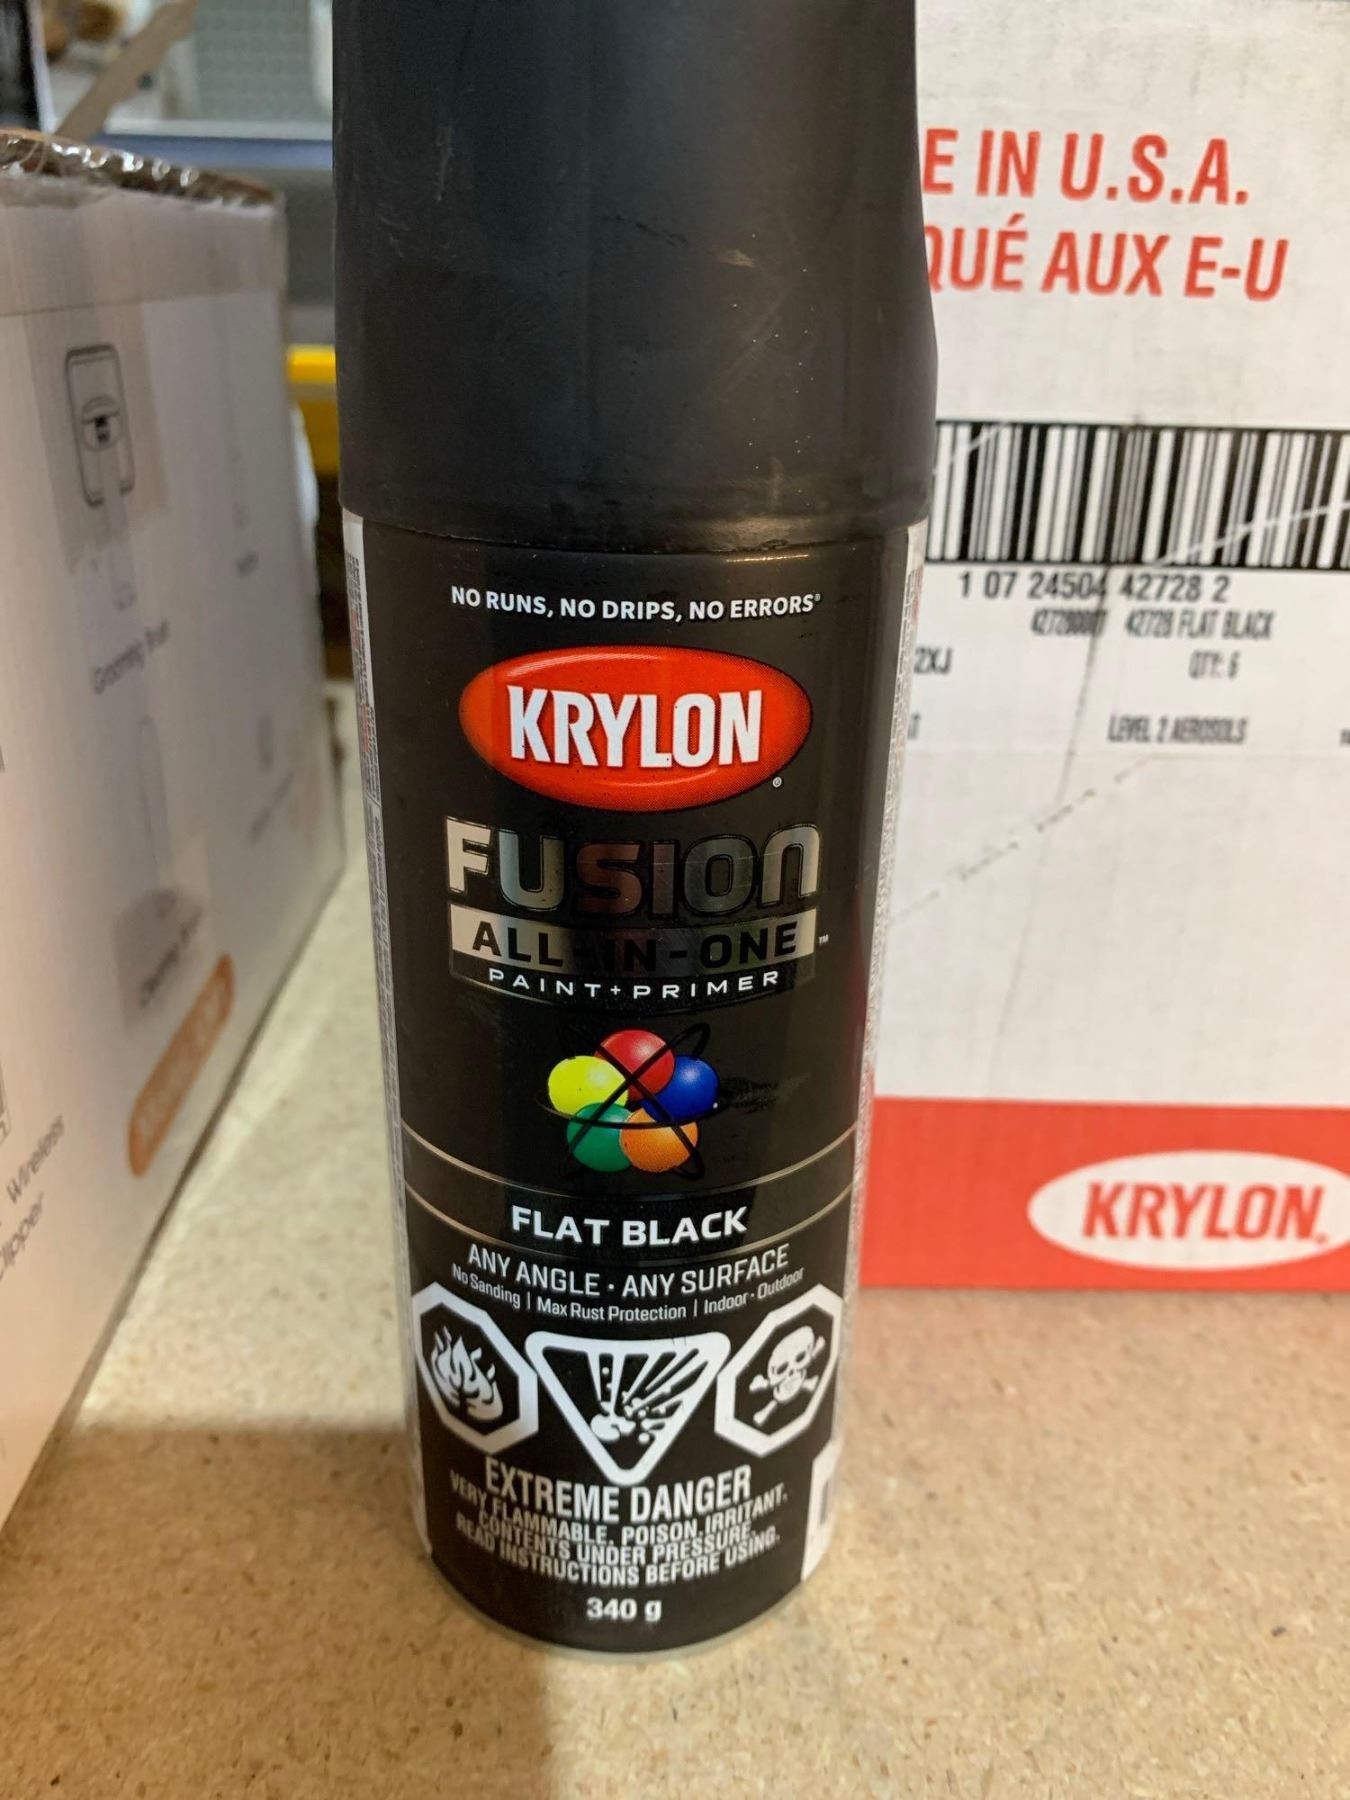 E IN U.S.A.
QUÉ AUX E-U
1 07 24504 42728 2
42728 FLAT BLACK
2XJ
QTY: 6
LEVEL 2 AEROSOLS
KRYLON.
NO RUNS, NO DRIPS, NO ERRORS®
KRYLON®
FUSION
ALL-IN-ONE™
PAINT+PRIMER
FLAT BLACK
ANY ANGLE · ANY SURFACE
No Sanding | Max Rust Protection | Indoor · Outdoor
EXTREME DANGER
VERY FLAMMABLE. POISON. IRRITANT.
CONTENTS UNDER PRESSURE.
READ INSTRUCTIONS BEFORE USING.
340 g
Wireless